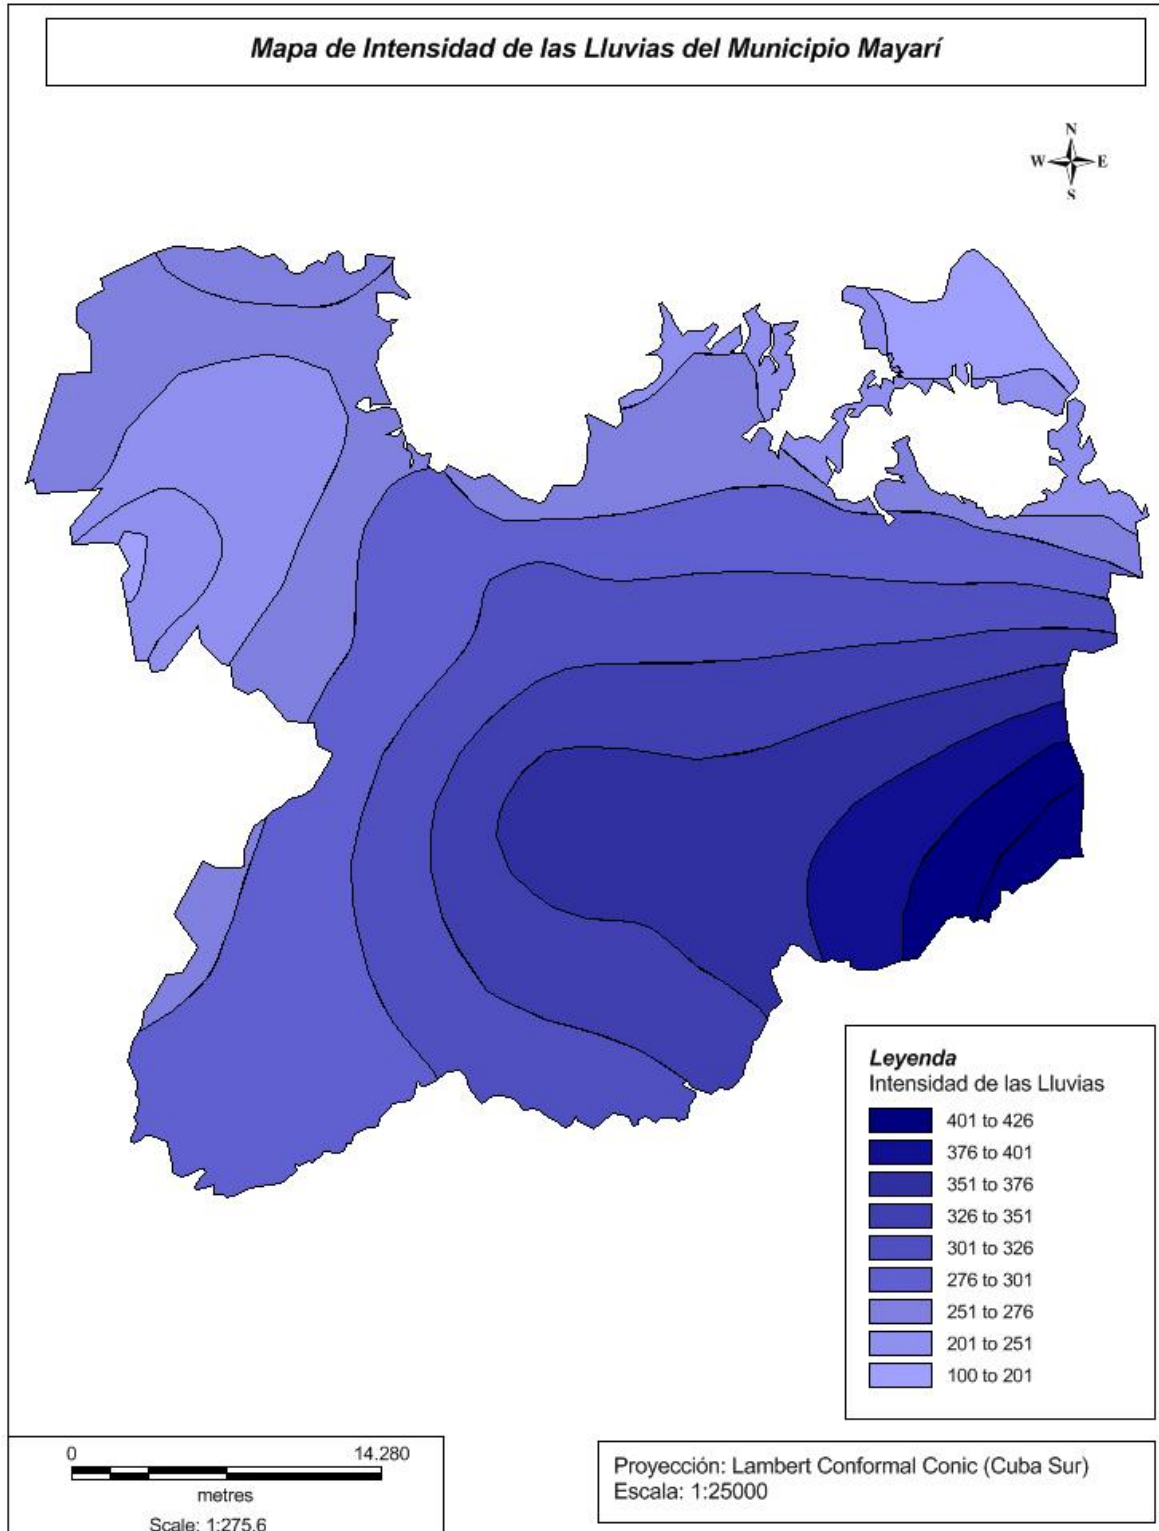 Mapa de Intensidad de las Lluvias del Municipio Mayarí
N
W E
S
Leyenda
Intensidad de las Lluvias
401 to 426
376 to 401
351 to 376
326 to 351
301 to 326
276 to 301
251 to 276
201 to 251
100 to 201
0 14.280
metres
Scale: 1:275.6
Proyección: Lambert Conformal Conic (Cuba Sur)
Escala: 1:25000